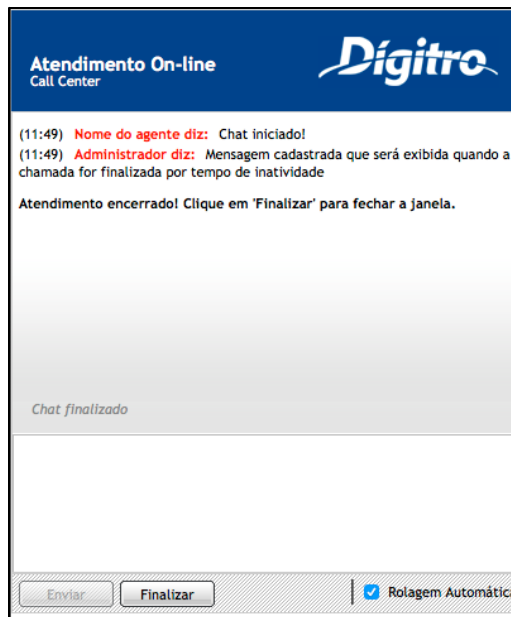 Atendimento On-line
Call Center
Dígitro
(11:49) Nome do agente diz: Chat iniciado!
(11:49) Administrador diz: Mensagem cadastrada que será exibida quando a
chamada for finalizada por tempo de inatividade
Atendimento encerrado! Clique em 'Finalizar' para fechar a janela.
Chat finalizado
Enviar
Finalizar
Rolagem Automática